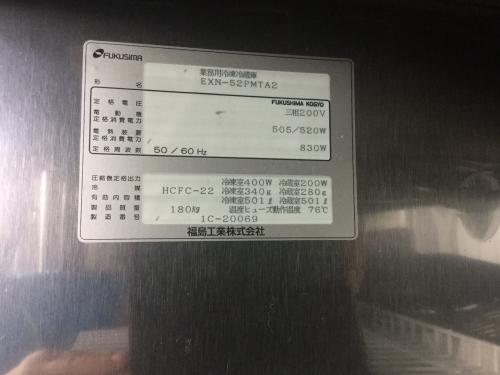 FUKUSIMA
業務用冷凍冷蔵庫
形名 EXN-52PMTA2
FUKUSHIMA KOGYO
定格電圧 三相200V
電動機定格消費電力 505/520W
電熱装置定格消費電力 830W
定格周波数 50/60Hz
圧縮機定格出力 冷凍室400W 冷蔵室200W
冷媒 HCFC-22 冷凍室340g 冷蔵室280g
有効内容積 冷凍室501ℓ 冷蔵室501ℓ
製品質量 180kg 温度ヒューズ動作温度 76℃
製造番号 1C-20069
福島工業株式会社